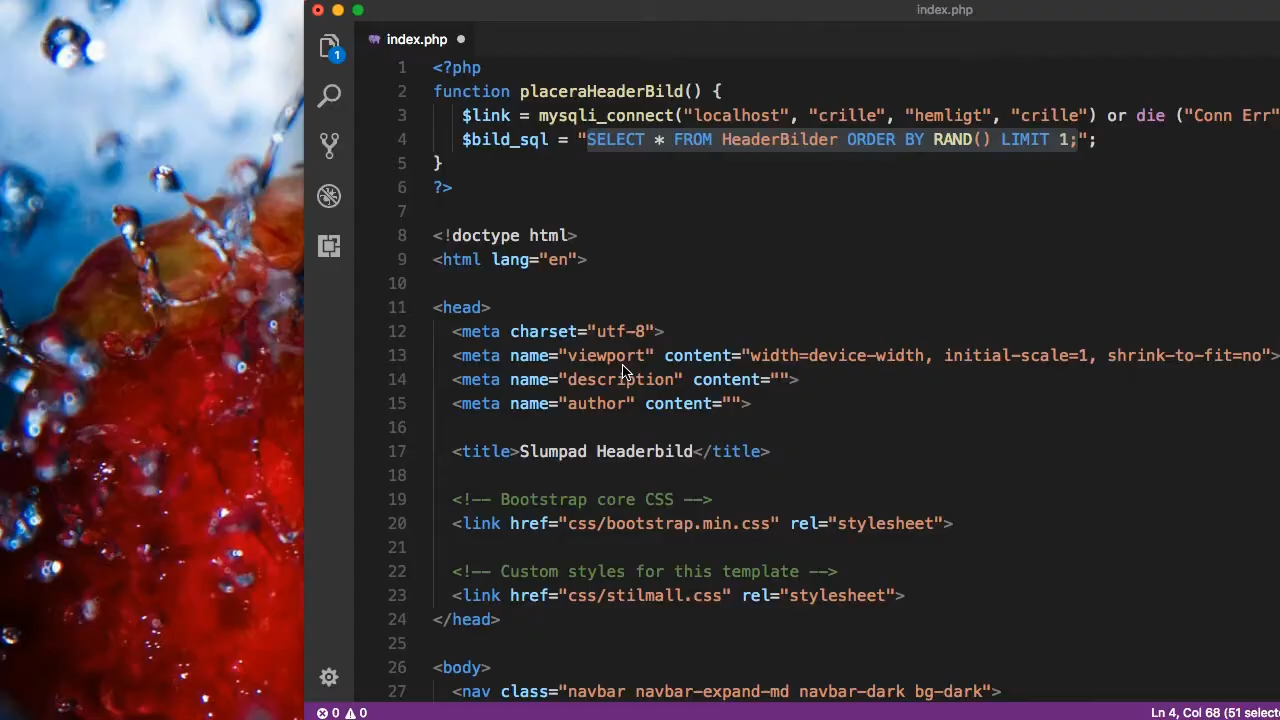 index.php
1
index.php
1 <?php
2 function placeraHeaderBild() {
3 $link = mysqli_connect("localhost", "crille", "hemligt", "crille") or die ("Conn Err"
4 $bild_sql = "SELECT * FROM HeaderBilder ORDER BY RAND() LIMIT 1;";
5 }
6 ?>
7
8 <!doctype html>
9 <html lang="en">
10
11 <head>
12 <meta charset="utf-8">
13 <meta name="viewport" content="width=device-width, initial-scale=1, shrink-to-fit=no">
14 <meta name="description" content="">
15 <meta name="author" content="">
16
17 <title>Slumpad Headerbild</title>
18
19 <!-- Bootstrap core CSS -->
20 <link href="css/bootstrap.min.css" rel="stylesheet">
21
22 <!-- Custom styles for this template -->
23 <link href="css/stilmall.css" rel="stylesheet">
24 </head>
25
26 <body>
27 <nav class="navbar navbar-expand-md navbar-dark bg-dark">
0 0 Ln 4, Col 68 (51 select